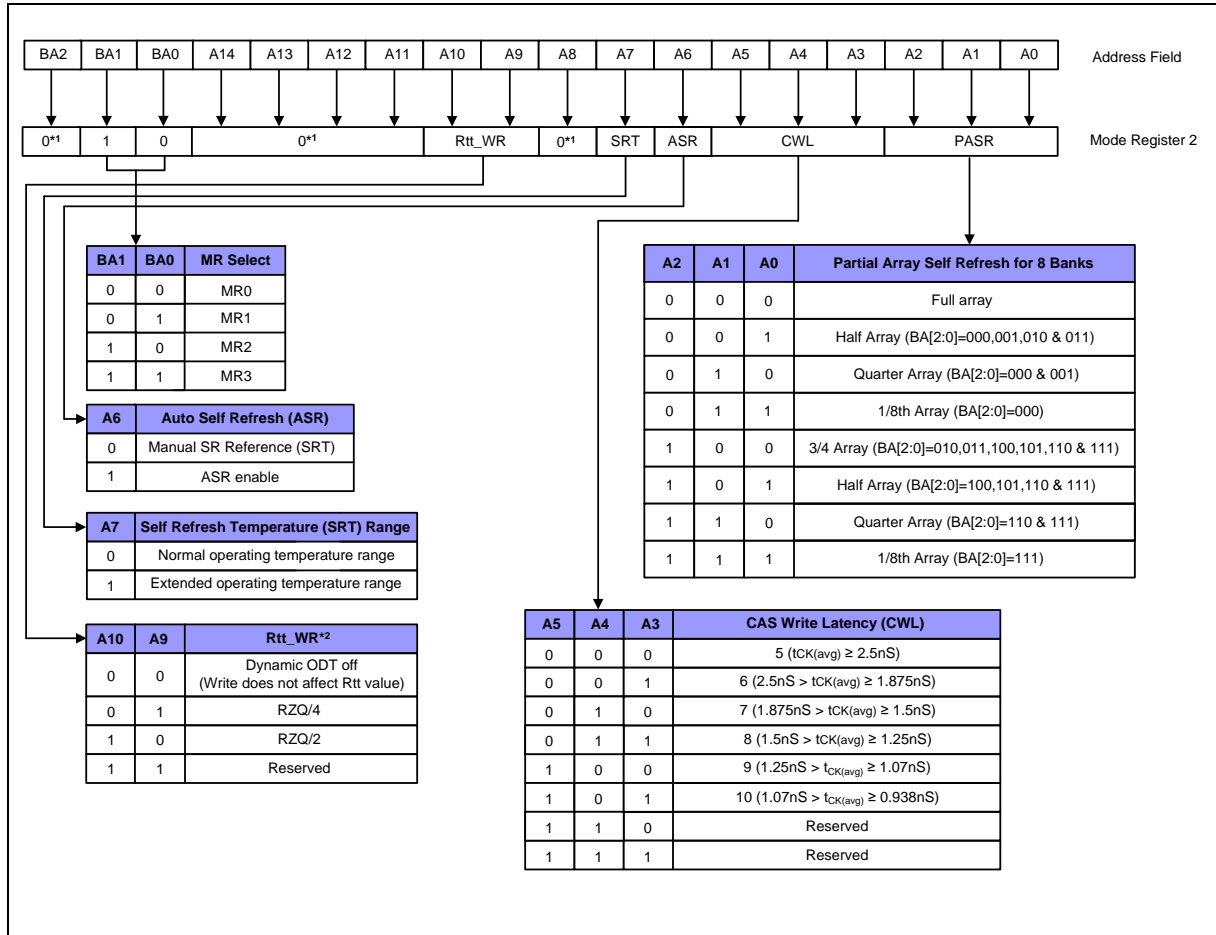 BA2 BA1 BA0 A14 A13 A12 A11 A10 A9 A8 A7 A6 A5 A4 A3 A2 A1 A0 Address Field
0*1 1 0 0*1 Rtt_WR 0*1 SRT ASR CWL PASR Mode Register 2
BA1 BA0 MR Select
0 0 MR0
0 1 MR1
1 0 MR2
1 1 MR3
A6 Auto Self Refresh (ASR)
0 Manual SR Reference (SRT)
1 ASR enable
A7 Self Refresh Temperature (SRT) Range
0 Normal operating temperature range
1 Extended operating temperature range
A10 A9 Rtt_WR*2
0 0 Dynamic ODT off
(Write does not affect Rtt value)
0 1 RZQ/4
1 0 RZQ/2
1 1 Reserved
A2 A1 A0 Partial Array Self Refresh for 8 Banks
0 0 0 Full array
0 0 1 Half Array (BA[2:0]=000,001,010 & 011)
0 1 0 Quarter Array (BA[2:0]=000 & 001)
0 1 1 1/8th Array (BA[2:0]=000)
1 0 0 3/4 Array (BA[2:0]=010,011,100,101,110 & 111)
1 0 1 Half Array (BA[2:0]=100,101,110 & 111)
1 1 0 Quarter Array (BA[2:0]=110 & 111)
1 1 1 1/8th Array (BA[2:0]=111)
A5 A4 A3 CAS Write Latency (CWL)
0 0 0 5 (tCK(avg) ≥ 2.5nS)
0 0 1 6 (2.5nS > tCK(avg) ≥ 1.875nS)
0 1 0 7 (1.875nS > tCK(avg) ≥ 1.5nS)
0 1 1 8 (1.5nS > tCK(avg) ≥ 1.25nS)
1 0 0 9 (1.25nS > tCK(avg) ≥ 1.07nS)
1 0 1 10 (1.07nS > tCK(avg) ≥ 0.938nS)
1 1 0 Reserved
1 1 1 Reserved